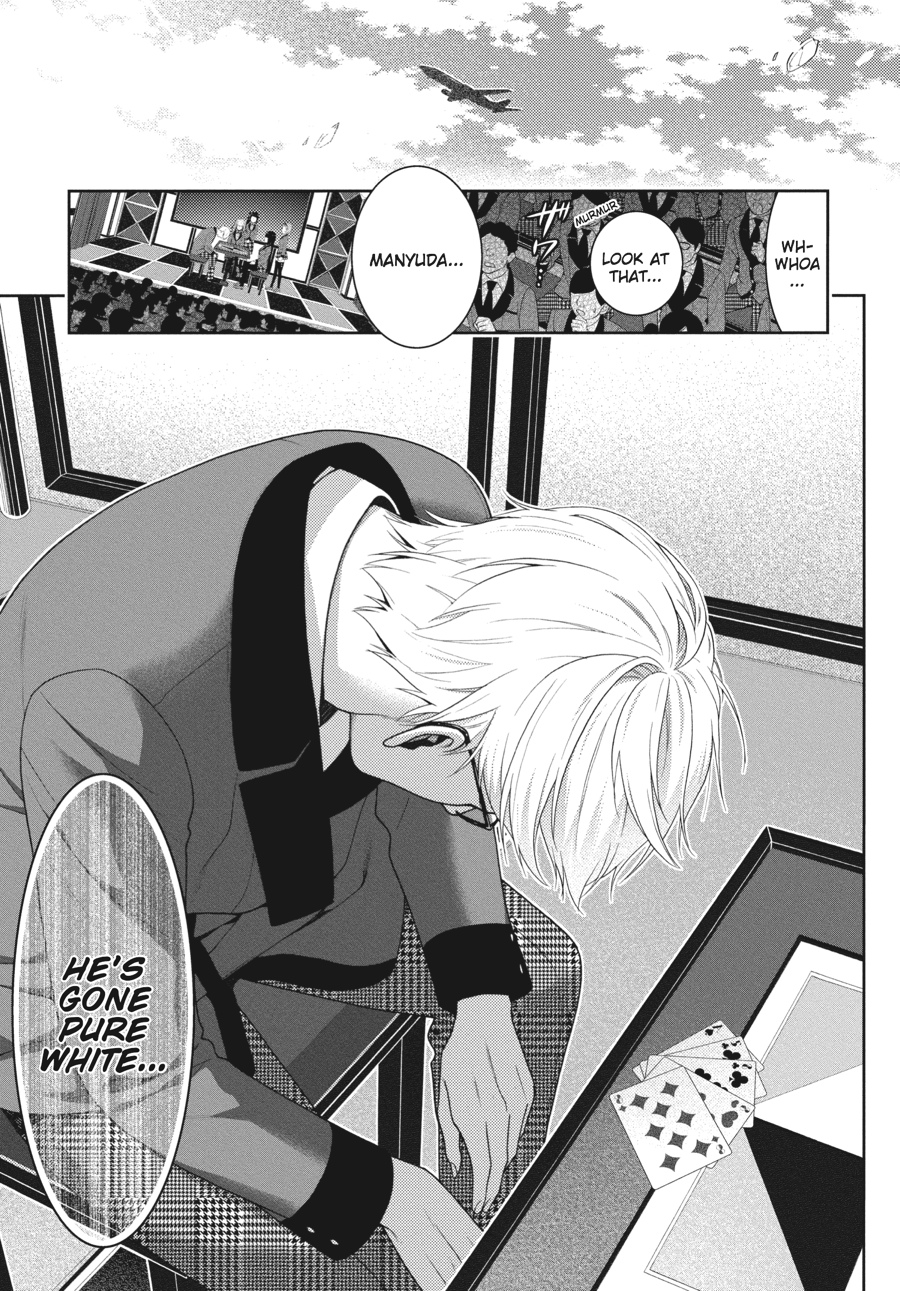 WH-
WHOA
...
MURMUR
LOOK AT
THAT...
ザワ
MANYUDA...
HE'S
GONE
PURE
WHITE...